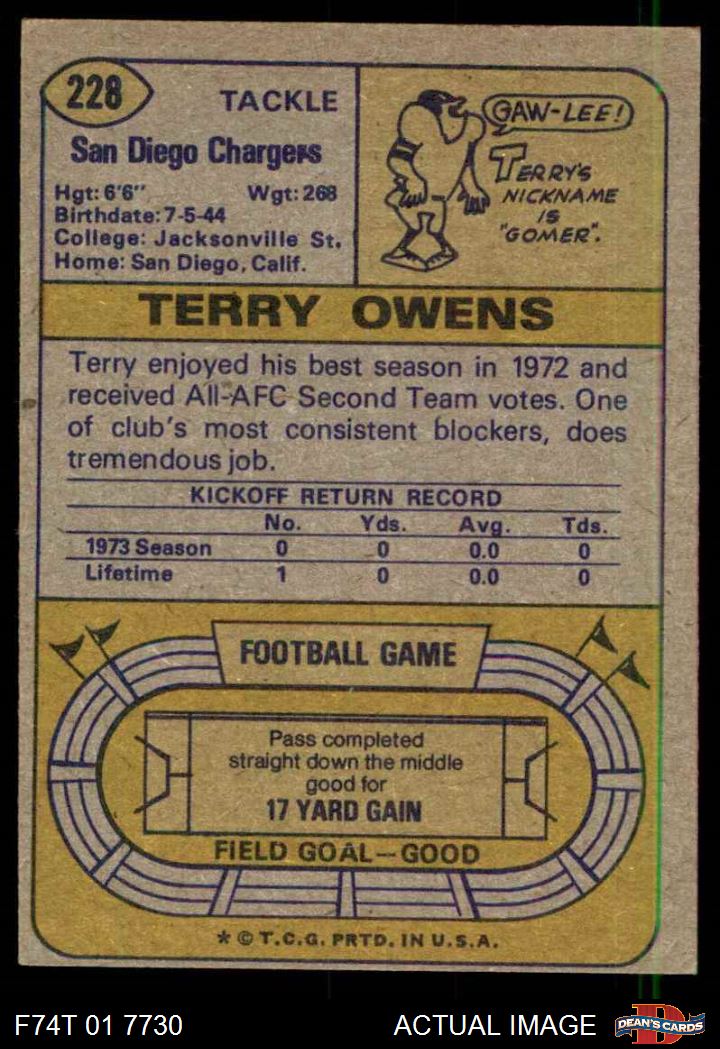 228
TACKLE
San Diego Chargers
Hgt: 6'6" Wgt: 268
Birthdate: 7-5-44
College: Jacksonville St.
Home: San Diego, Calif.
GAW-LEE!
TERRY'S
NICKNAME
IS
"GOMER".
TERRY OWENS
Terry enjoyed his best season in 1972 and
received All-AFC Second Team votes. One
of club's most consistent blockers, does
tremendous job.
KICKOFF RETURN RECORD
No. Yds. Avg. Tds.
1973 Season 0 0 0.0 0
Lifetime 1 0 0.0 0
FOOTBALL GAME
Pass completed
straight down the middle
good for
17 YARD GAIN
FIELD GOAL—GOOD
* © T.C.G. PRTD. IN U.S.A.
F74T 01 7730 ACTUAL IMAGE
D
DEAN'S CARDS